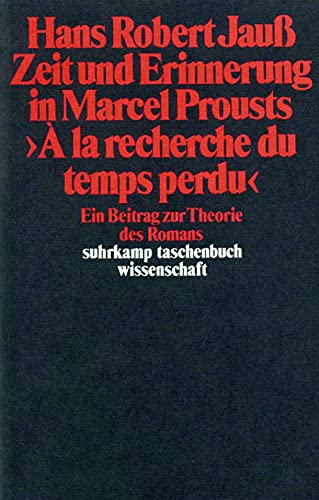 Hans Robert Jauß
Zeit und Erinnerung
in Marcel Prousts
›À la recherche du
temps perdu‹
Ein Beitrag zur Theorie
des Romans
suhrkamp taschenbuch
wissenschaft